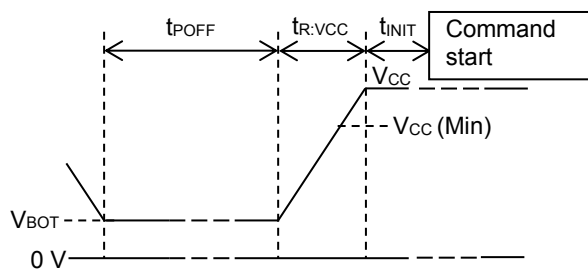 tPOFF tR:VCC tINIT Command
start
VCC
VCC (Min)
VBOT
0 V